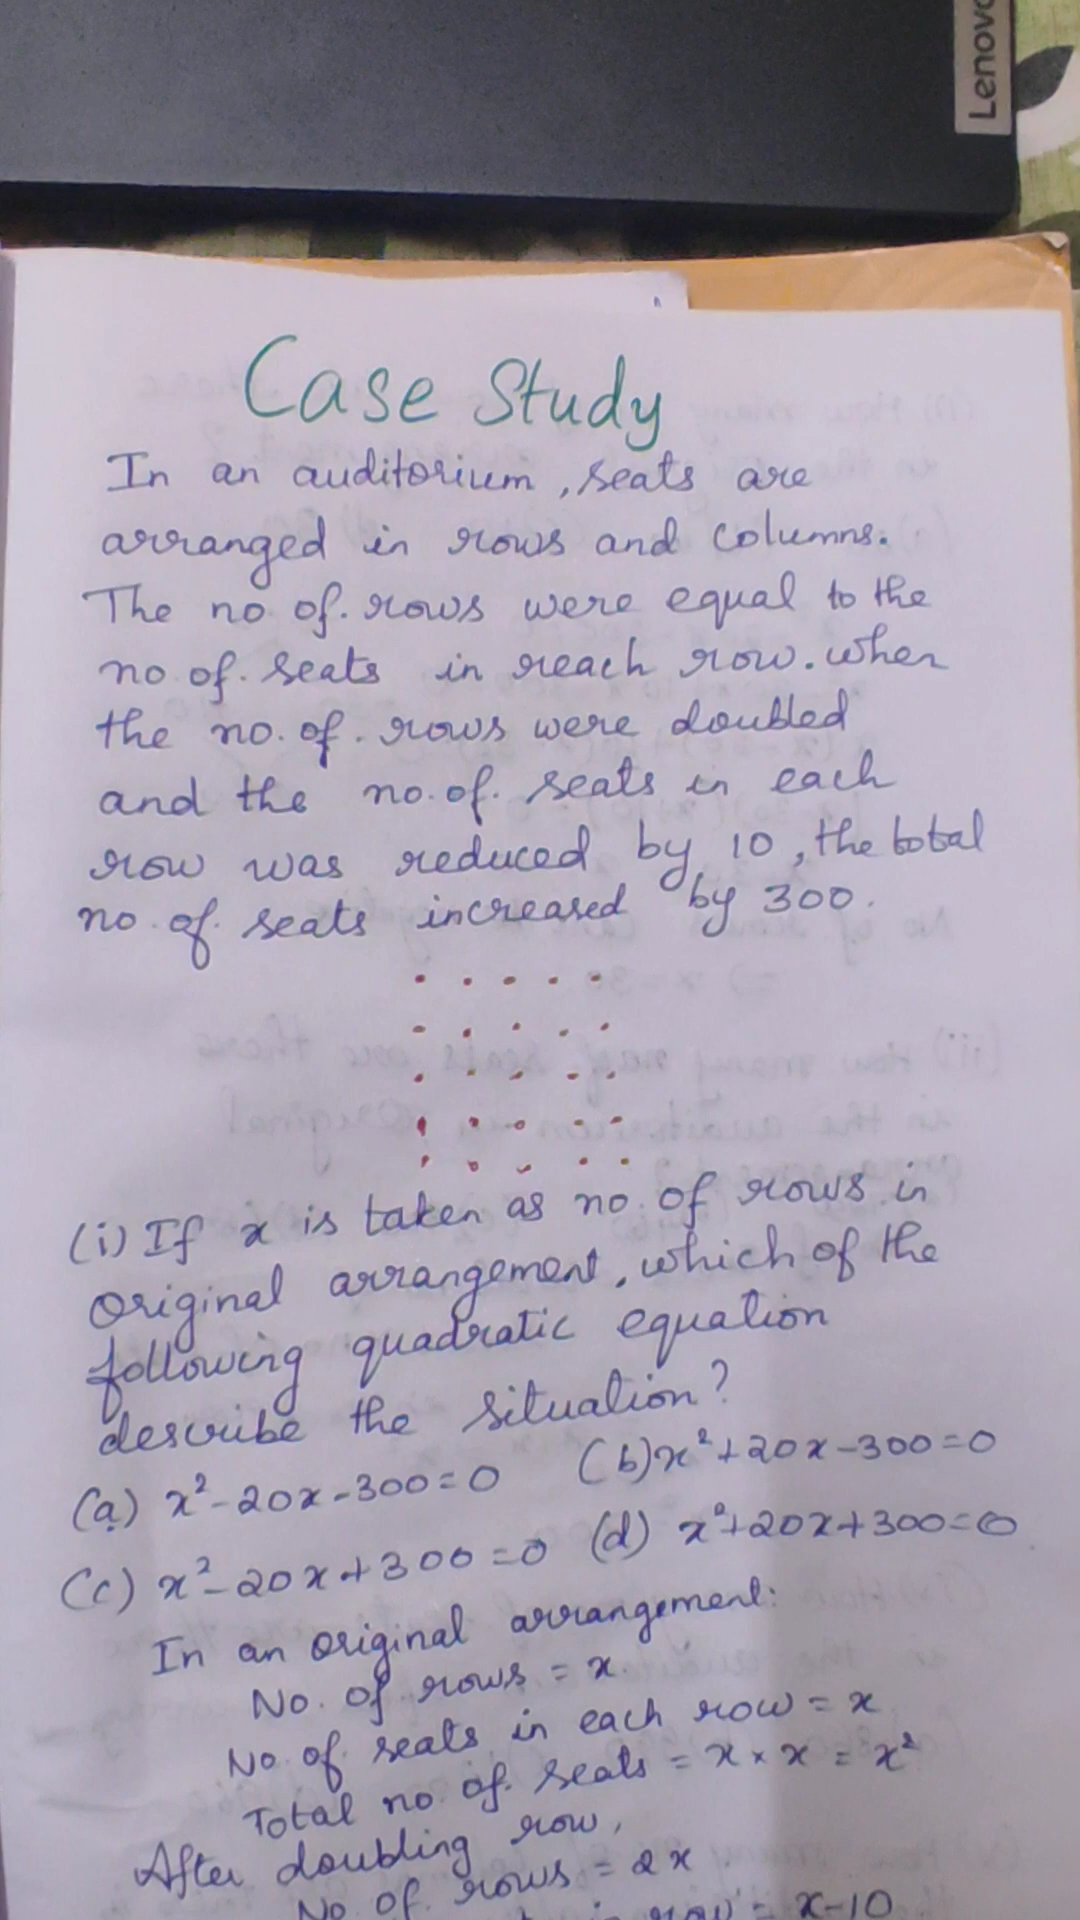 Lenovo
Case Study
In an auditorium, seats are
arranged in rows and columns.
The no of. rows were equal to the
no of. seats in reach row. when
the no. of. rows were doubled
and the no. of. seats in each
row was reduced by 10, the total
no. of. seats increased by 300.
(i) If x is taken as no. of rows in
original arrangement, which of the
following quadratic equation
describe the situation?
(a) x²-20x-300=0 (b) x²+20x-300=0
(c) x²-20x+300=0 (d) x²+20x+300=0
In an original arrangement:
No. of rows = x.
No. of. seats in each row = x
Total no of. seats = x × x = x²
After doubling row,
No of. rows = 2x
row = x-10